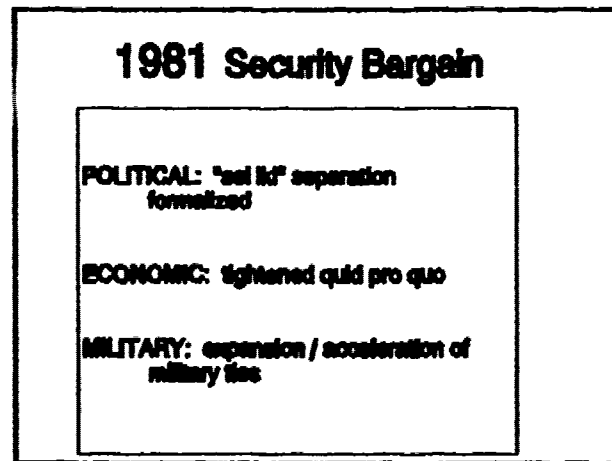 1981 Security Bargain
POLITICAL: separation
formalized
ECONOMIC: tightened quid pro quo
MILITARY: expansion / acceleration of
military ties